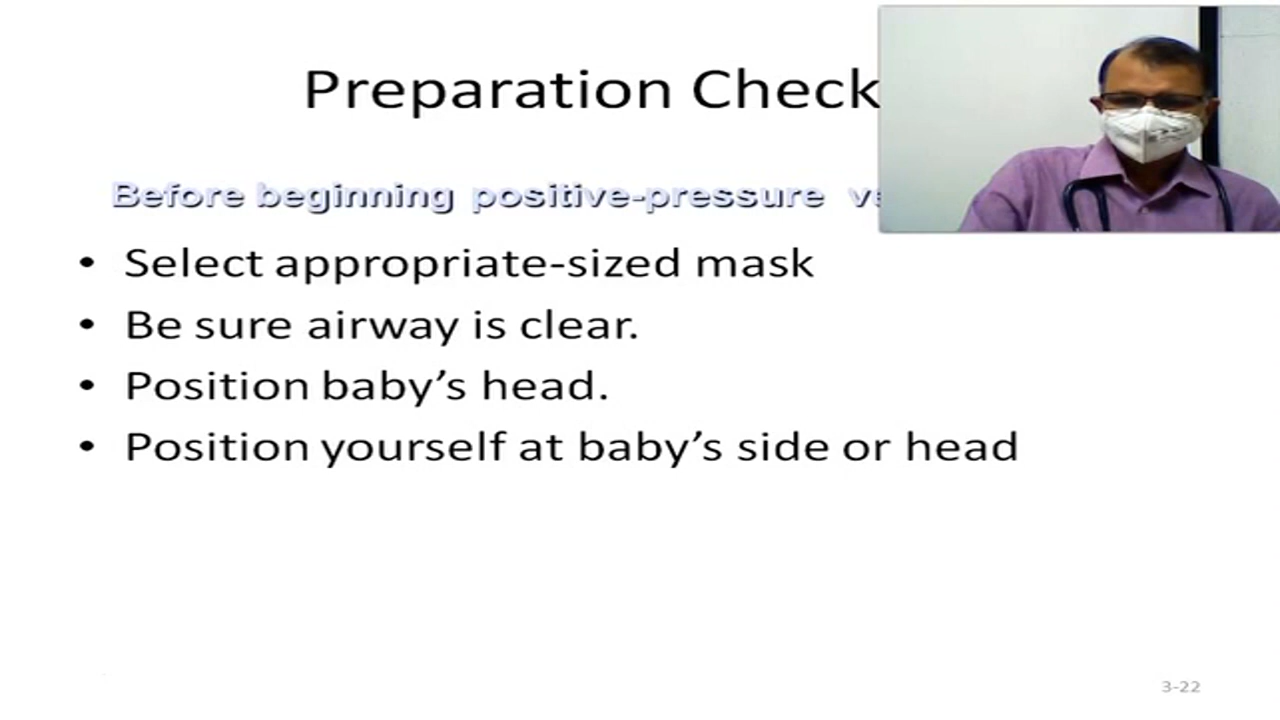 Preparation Check
Before beginning positive-pressure ve
• Select appropriate-sized mask
• Be sure airway is clear.
• Position baby’s head.
• Position yourself at baby’s side or head
3-22